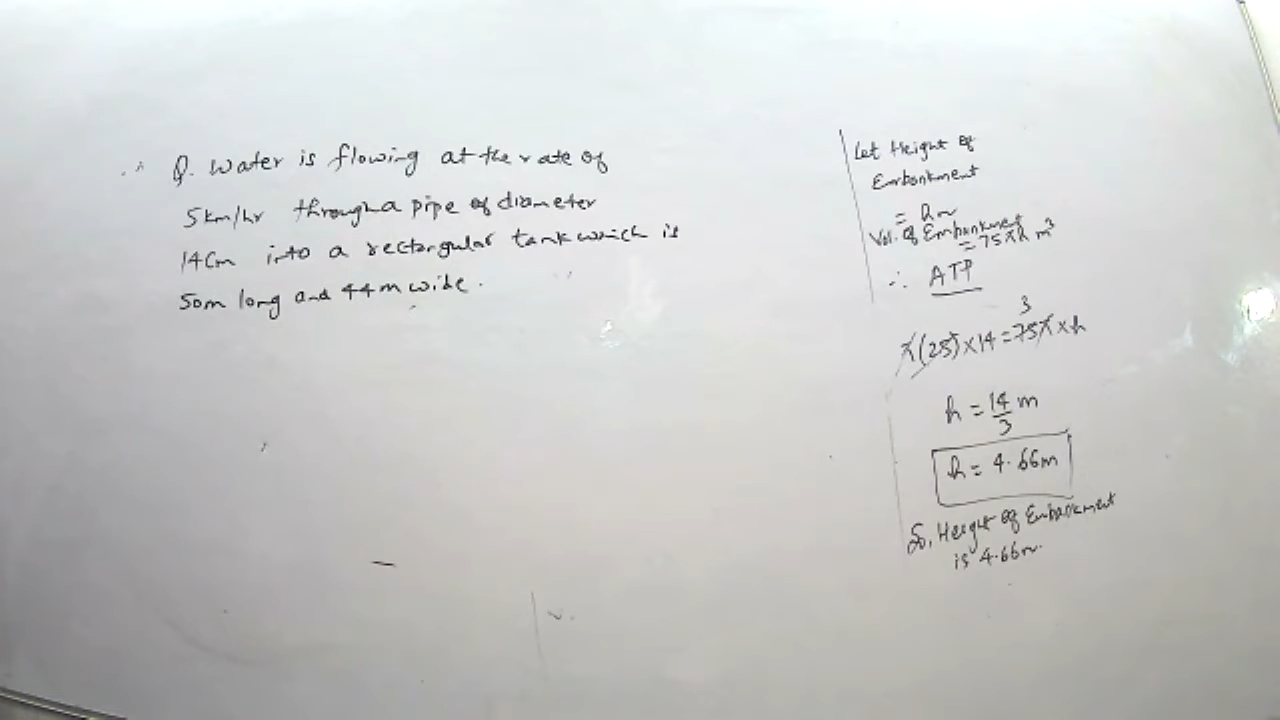 ∴ Q. Water is flowing at the rate of
5km/hr through a pipe of diameter
14cm into a rectangular tank which is
50m long and 44m wide.
Let Height of
Embankment
= hm
Vol. of Embankment
= 75πh m³
∴ ATP
3
π(25)×14=75π×h
h = 14/3 m
h = 4.66m
So, Height of Embankment
is 4.66m.